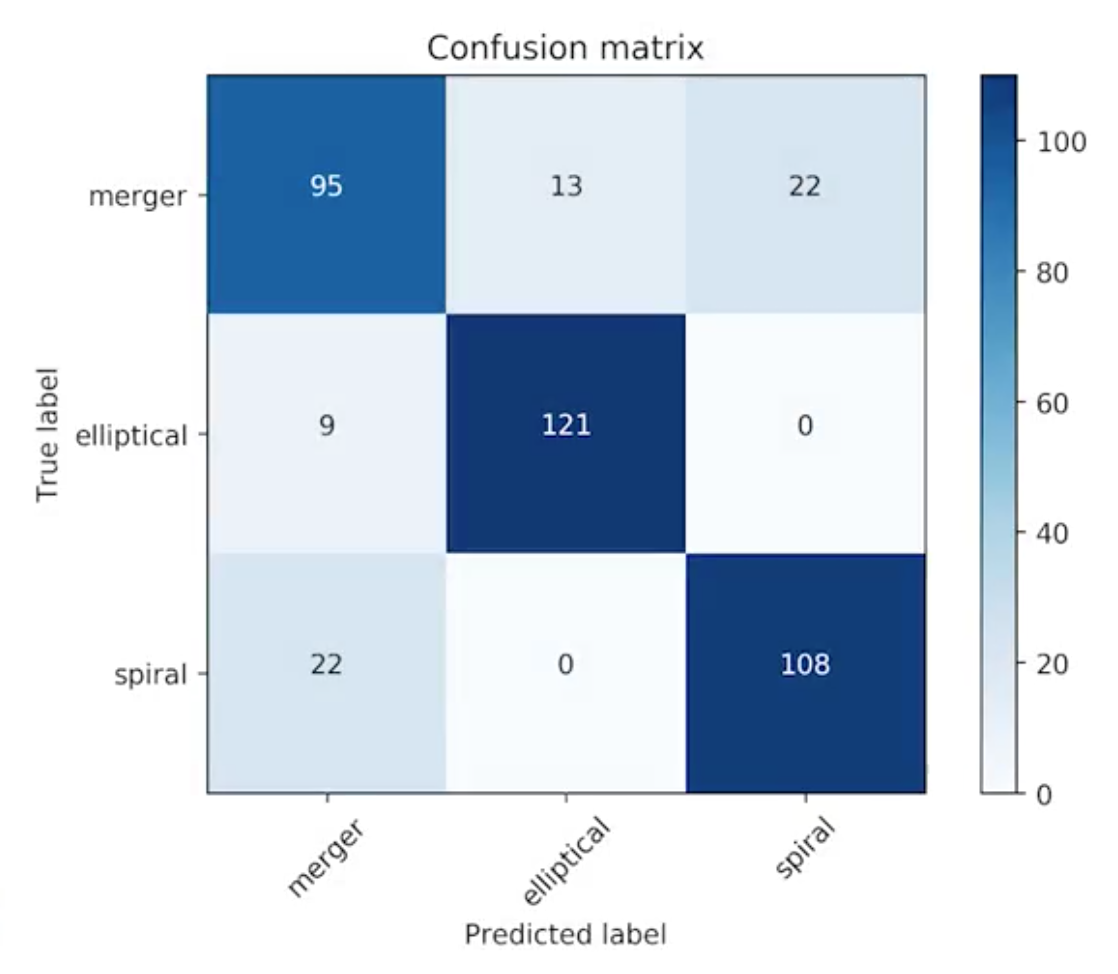 Confusion matrix
merger
95
13
22
elliptical
9
121
0
spiral
22
0
108
merger
elliptical
spiral
True label
Predicted label
100
80
60
40
20
0